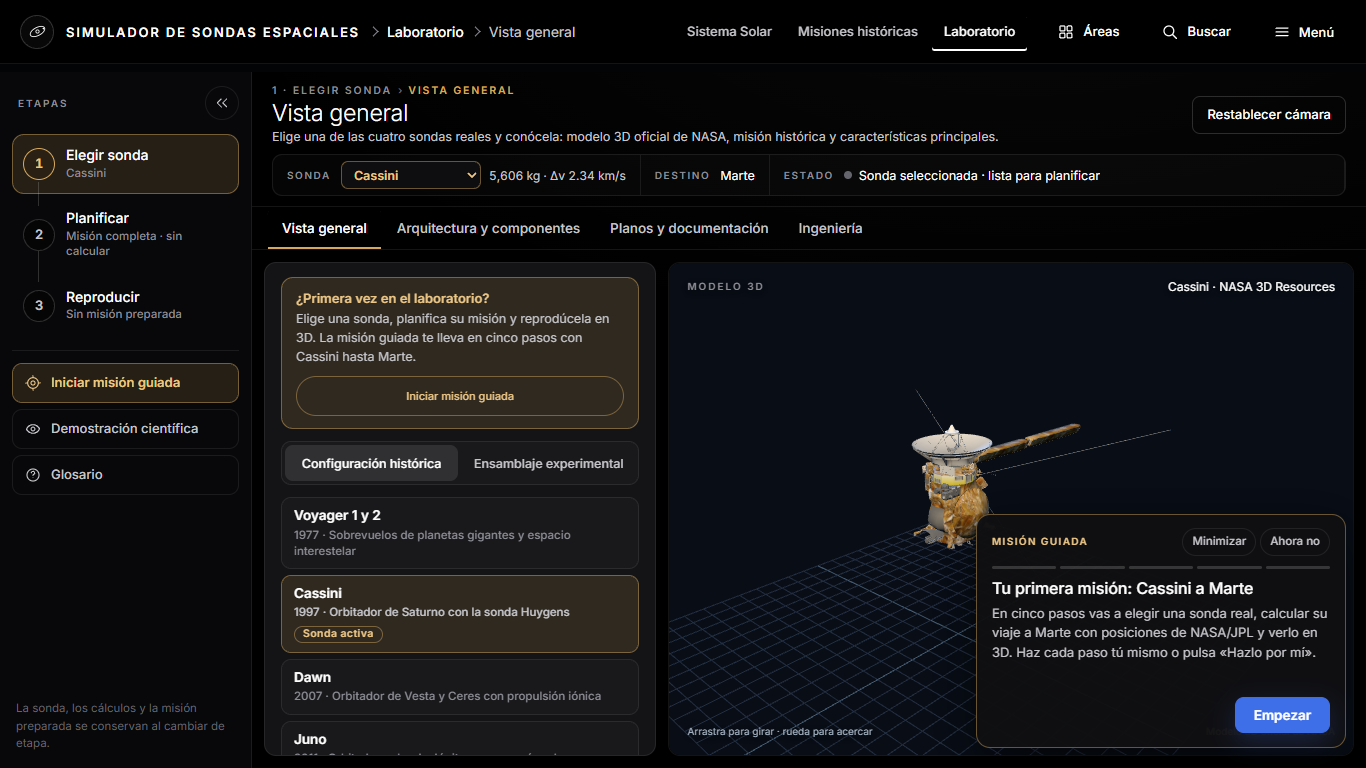 SIMULADOR DE SONDAS ESPACIALES
Laboratorio
Vista general
Sistema Solar
Misiones históricas
Laboratorio
Áreas
Buscar
Menú
ETAPAS
1
Elegir sonda
Cassini
2
Planificar
Misión completa · sin
calcular
3
Reproducir
Sin misión preparada
Iniciar misión guiada
Demostración científica
Glosario
La sonda, los cálculos y la misión
preparada se conservan al cambiar de
etapa.
1 · ELEGIR SONDA › VISTA GENERAL
Vista general
Elige una de las cuatro sondas reales y conócela: modelo 3D oficial de NASA, misión histórica y características principales.
Restablecer cámara
SONDA
Cassini
5,606 kg · Δv 2.34 km/s
DESTINO Marte
ESTADO
Sonda seleccionada · lista para planificar
Vista general
Arquitectura y componentes
Planos y documentación
Ingeniería
¿Primera vez en el laboratorio?
Elige una sonda, planifica su misión y reprodúcela en
3D. La misión guiada te lleva en cinco pasos con
Cassini hasta Marte.
Iniciar misión guiada
Configuración histórica
Ensamblaje experimental
Voyager 1 y 2
1977 · Sobrevuelos de planetas gigantes y espacio
interestelar
Cassini
1997 · Orbitador de Saturno con la sonda Huygens
Sonda activa
Dawn
2007 · Orbitador de Vesta y Ceres con propulsión iónica
Juno
MODELO 3D
Cassini · NASA 3D Resources
Arrastra para girar · rueda para acercar
MISIÓN GUIADA
Minimizar
Ahora no
Tu primera misión: Cassini a Marte
En cinco pasos vas a elegir una sonda real, calcular su
viaje a Marte con posiciones de NASA/JPL y verlo en
3D. Haz cada paso tú mismo o pulsa «Hazlo por mí».
Empezar